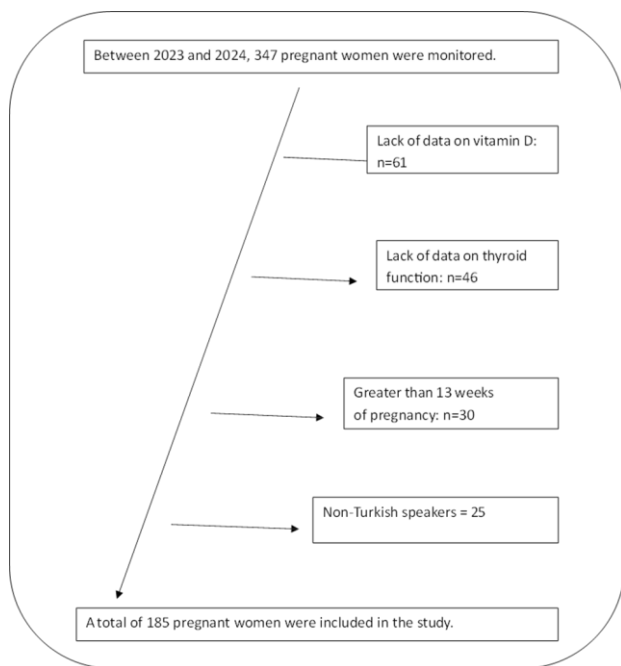 Between 2023 and 2024, 347 pregnant women were monitored.
Lack of data on vitamin D:
n=61
Lack of data on thyroid
function: n=46
Greater than 13 weeks
of pregnancy: n=30
Non-Turkish speakers = 25
A total of 185 pregnant women were included in the study.